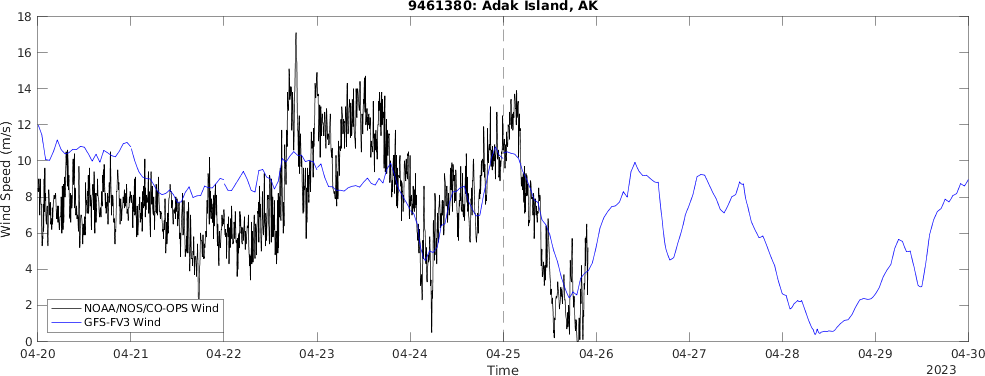 9461380: Adak Island, AK
18
16
14
12
10
8
6
4
2
0
Wind Speed (m/s)
NOAA/NOS/CO-OPS Wind
GFS-FV3 Wind
04-20 04-21 04-22 04-23 04-24 04-25 04-26 04-27 04-28 04-29 04-30
Time
2023